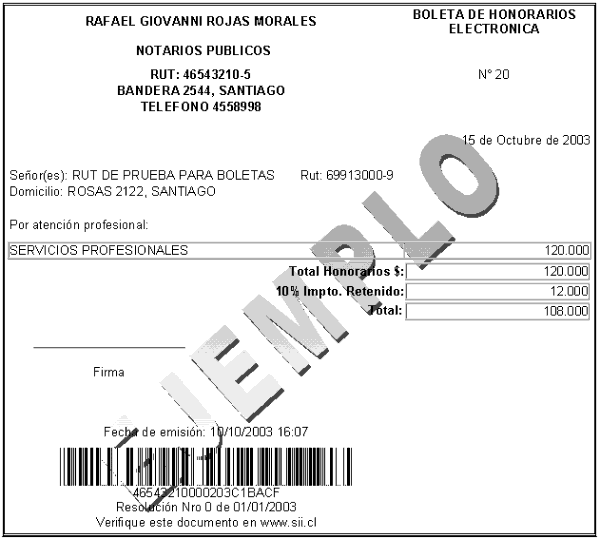 RAFAEL GIOVANNI ROJAS MORALES
NOTARIOS PUBLICOS
RUT: 46543210-5
BANDERA 2544, SANTIAGO
TELEFONO 4558998
BOLETA DE HONORARIOS
ELECTRONICA
N° 20
15 de Octubre de 2003
Señor(es): RUT DE PRUEBA PARA BOLETAS Rut: 69913000-9
Domicilio: ROSAS 2122, SANTIAGO
Por atención profesional:
SERVICIOS PROFESIONALES 120.000
Total Honorarios $: 120.000
10% Impto. Retenido: 12.000
Total: 108.000
EJEMPLO
Firma
Fecha de emisión: 10/10/2003 16:07
46543210000203C1BACF
Resolución Nro 0 de 01/01/2003
Verifique este documento en www.sii.cl